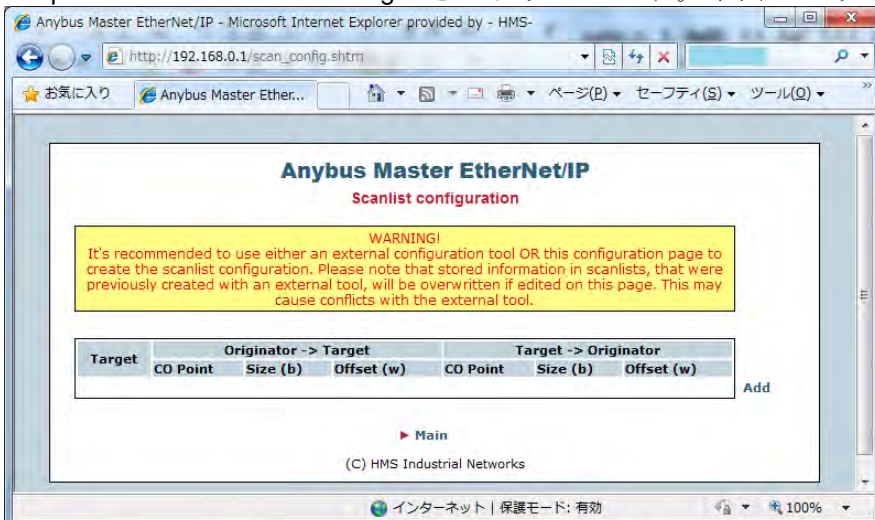 Anybus Master EtherNet/IP - Microsoft Internet Explorer provided by - HMS-
http://192.168.0.1/scan_config.shtm
お気に入り Anybus Master Ether... ページ(P) セーフティ(S) ツール(O) »
Anybus Master EtherNet/IP
Scanlist configuration
WARNING!
It's recommended to use either an external configuration tool OR this configuration page to
create the scanlist configuration. Please note that stored information in scanlists, that were
previously created with an external tool, will be overwritten if edited on this page. This may
cause conflicts with the external tool.
Target Originator -> Target Target -> Originator
CO Point Size (b) Offset (w) CO Point Size (b) Offset (w)
Add
Main
(C) HMS Industrial Networks
インターネット | 保護モード: 有効 100%